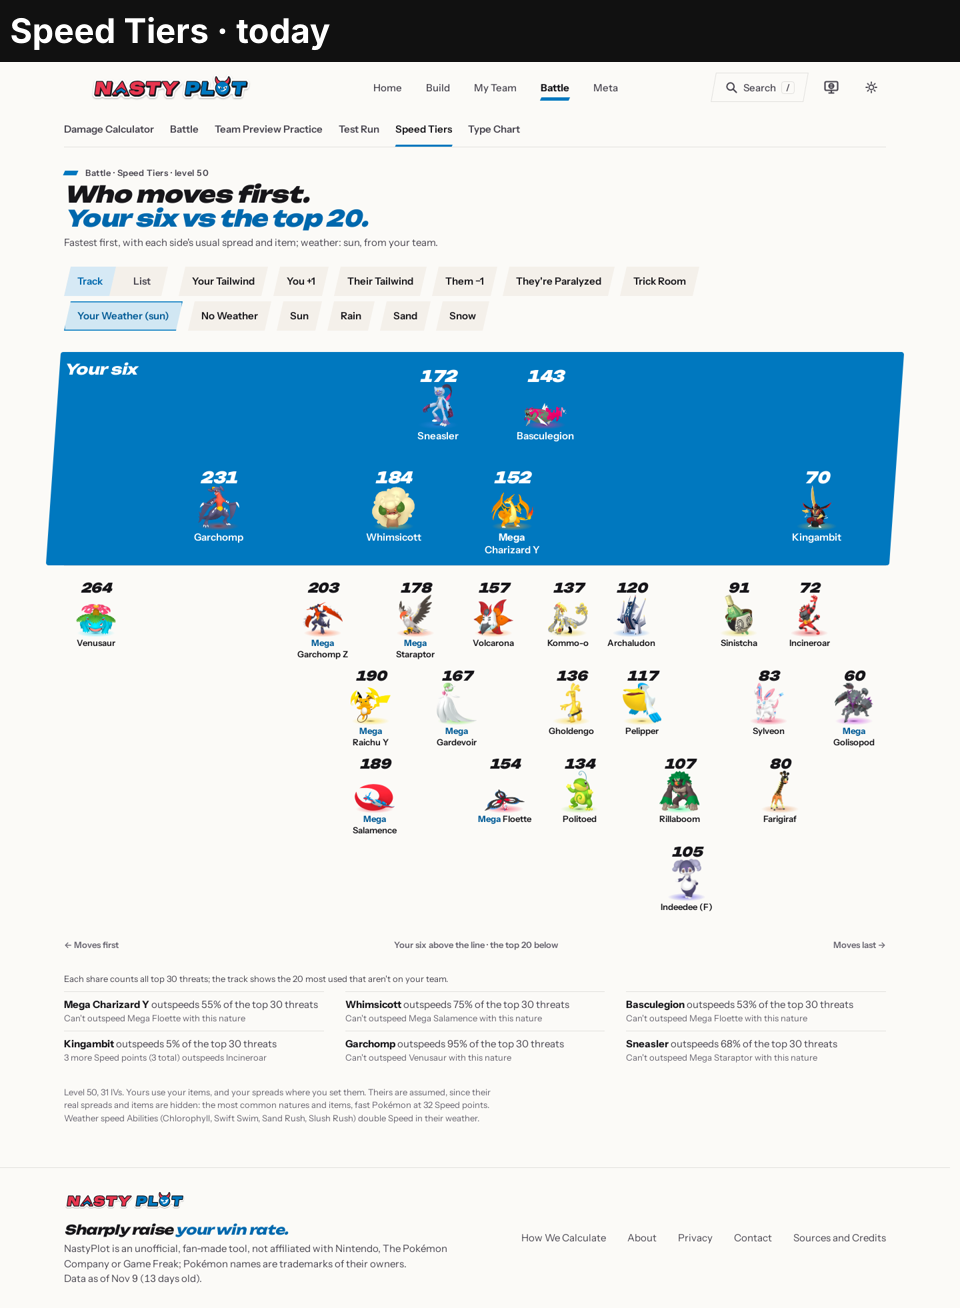 Speed Tiers · today
NASTY PLOT
Home Build My Team Battle Meta
Search /
Damage Calculator Battle Team Preview Practice Test Run Speed Tiers Type Chart
Battle · Speed Tiers · level 50
Who moves first.
Your six vs the top 20.
Fastest first, with each side's usual spread and item; weather: sun, from your team.
Track List Your Tailwind You +1 Their Tailwind Them −1 They're Paralyzed Trick Room
Your Weather (sun) No Weather Sun Rain Sand Snow
Your six
172 143
Sneasler Basculegion
231 184 152 70
Garchomp Whimsicott Mega Charizard Y Kingambit
264 203 178 157 137 120 91 72
Venusaur Mega Garchomp Z Mega Staraptor Volcarona Kommo-o Archaludon Sinistcha Incineroar
190 167 136 117 83 60
Mega Raichu Y Mega Gardevoir Gholdengo Pelipper Sylveon Mega Golisopod
189 154 134 107 80
Mega Salamence Mega Floette Politoed Rillaboom Farigiraf
105
Indeedee (F)
← Moves first Your six above the line · the top 20 below Moves last →
Each share counts all top 30 threats; the track shows the 20 most used that aren't on your team.
Mega Charizard Y outspeeds 55% of the top 30 threats
Can't outspeed Mega Floette with this nature
Whimsicott outspeeds 75% of the top 30 threats
Can't outspeed Mega Salamence with this nature
Basculegion outspeeds 53% of the top 30 threats
Can't outspeed Mega Floette with this nature
Kingambit outspeeds 5% of the top 30 threats
3 more Speed points (3 total) outspeeds Incineroar
Garchomp outspeeds 95% of the top 30 threats
Can't outspeed Venusaur with this nature
Sneasler outspeeds 68% of the top 30 threats
Can't outspeed Mega Staraptor with this nature
Level 50, 31 IVs. Yours use your items, and your spreads where you set them. Theirs are assumed, since their
real spreads and items are hidden: the most common natures and items, fast Pokémon at 32 Speed points.
Weather speed Abilities (Chlorophyll, Swift Swim, Sand Rush, Slush Rush) double Speed in their weather.
NASTY PLOT
Sharply raise your win rate.
NastyPlot is an unofficial, fan-made tool, not affiliated with Nintendo, The Pokémon
Company or Game Freak; Pokémon names are trademarks of their owners.
Data as of Nov 9 (13 days old).
How We Calculate About Privacy Contact Sources and Credits